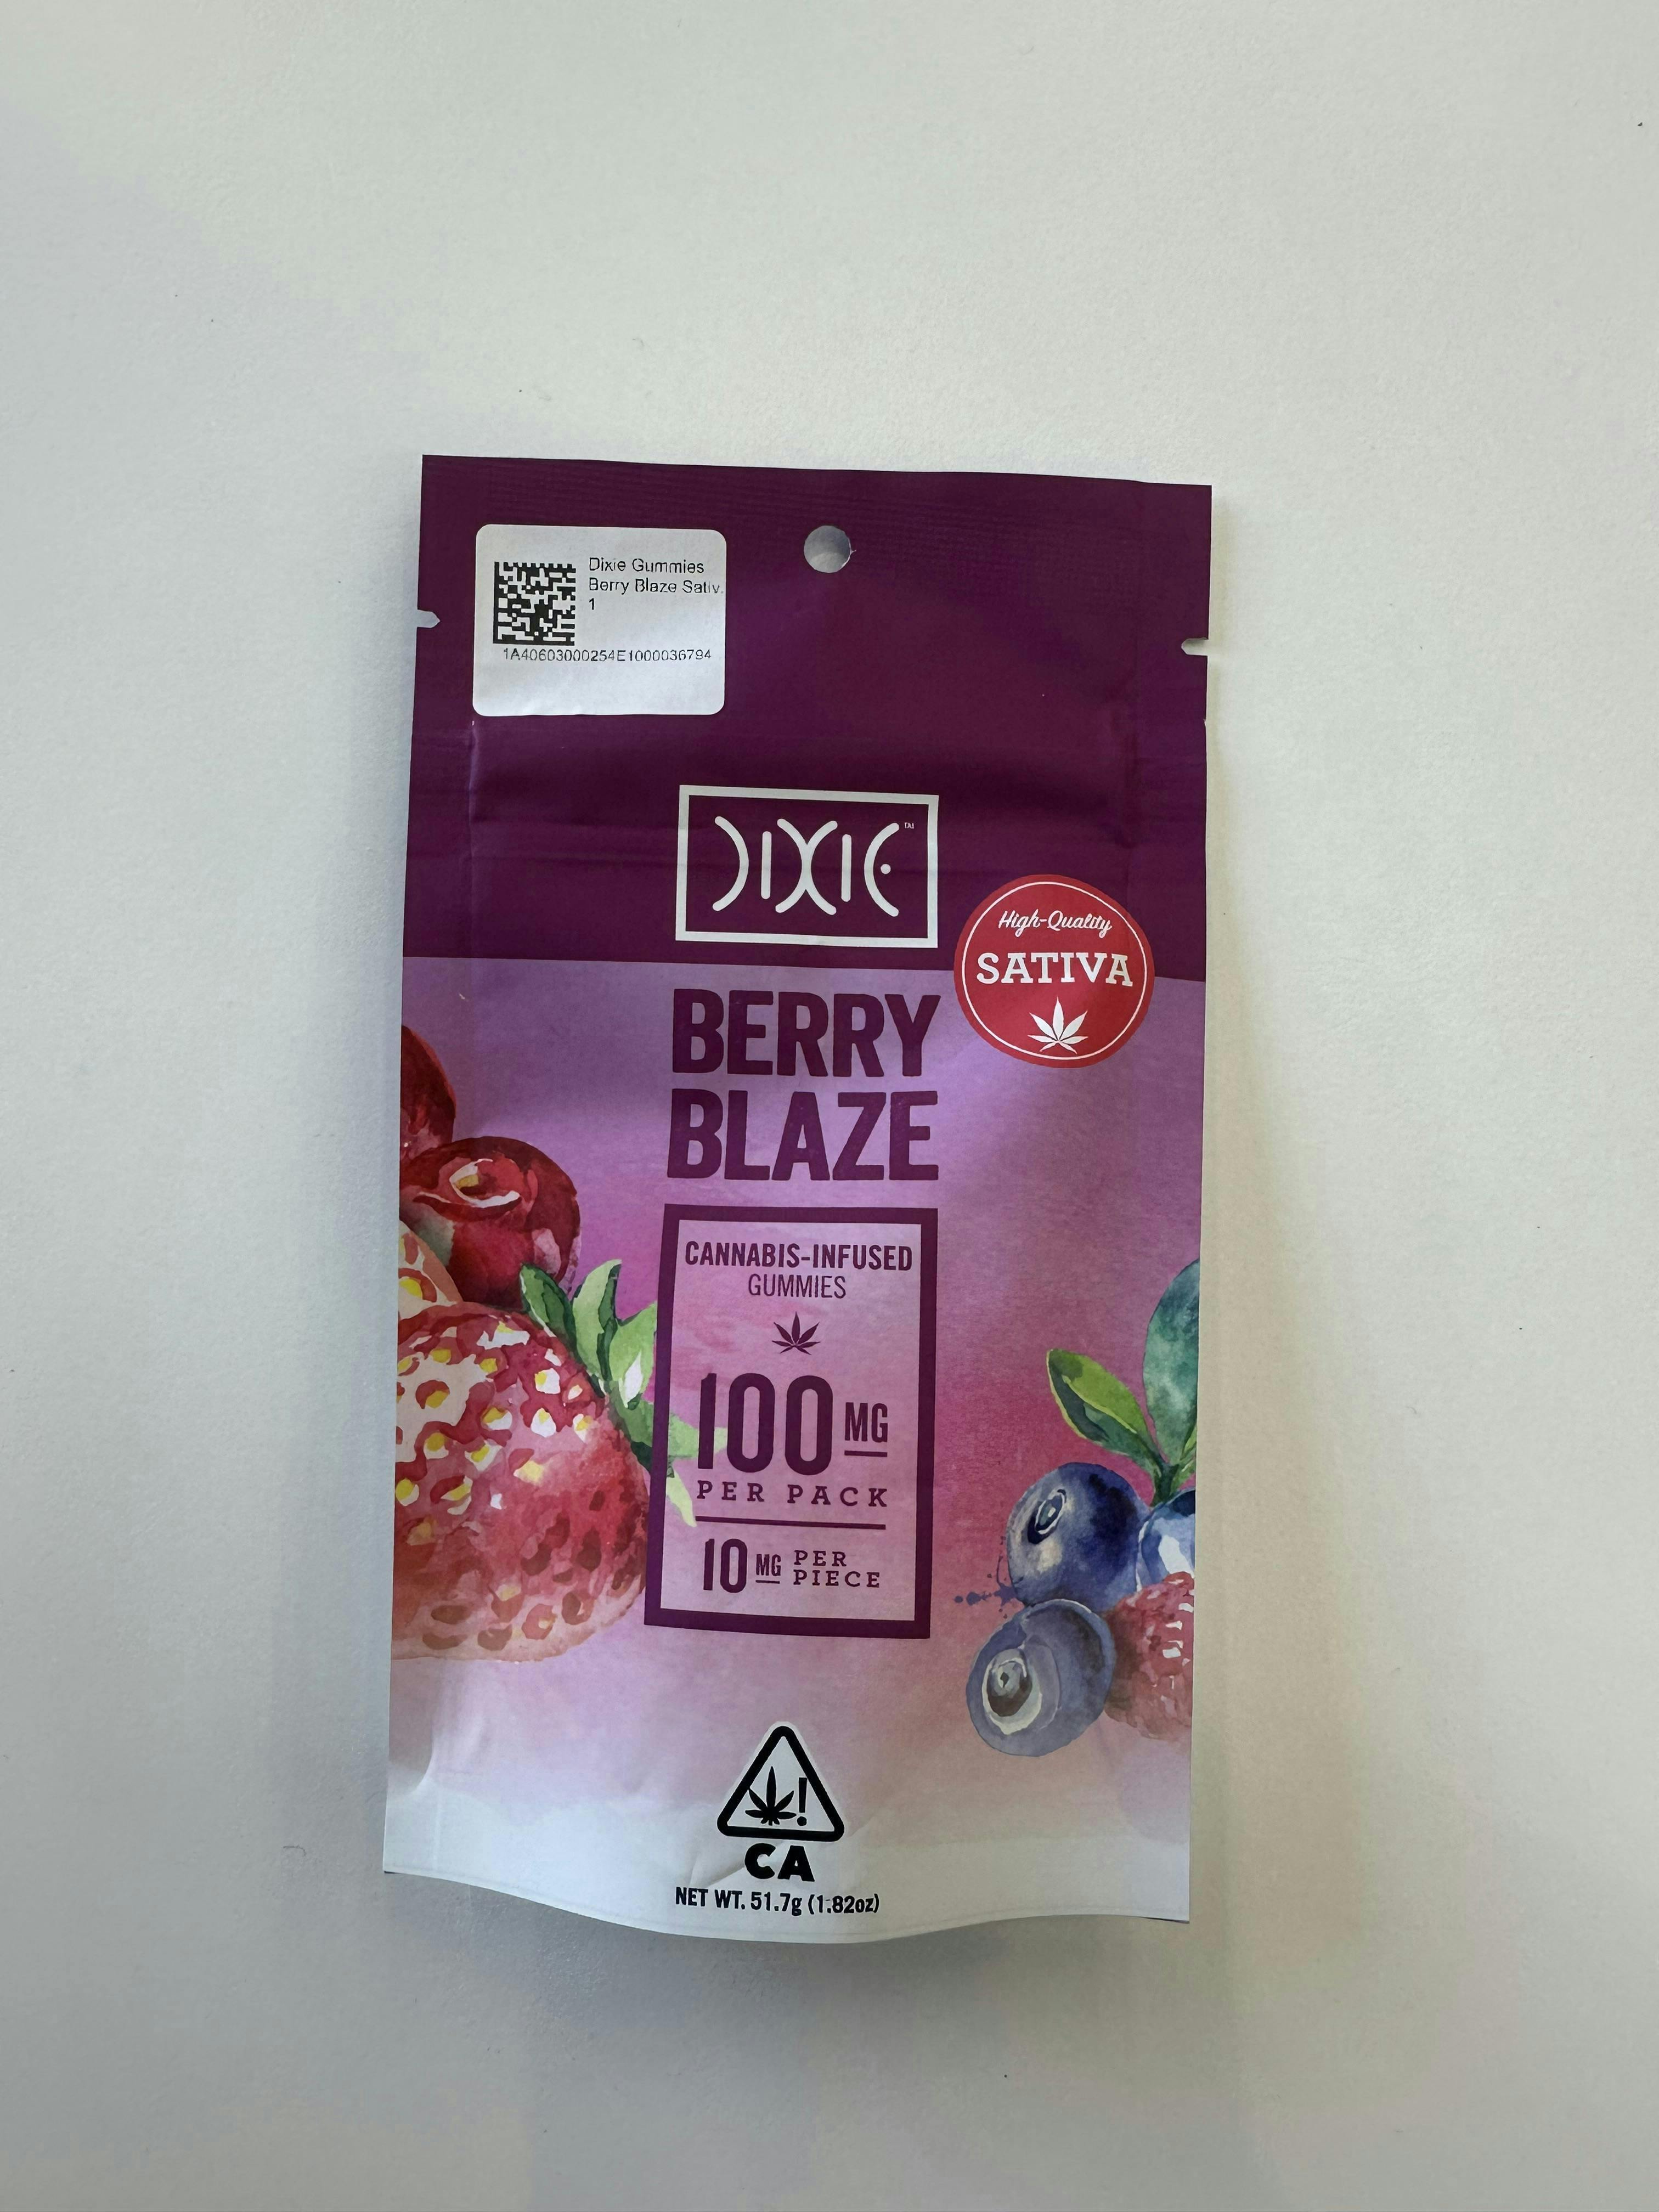 Dixie Gummies
Berry Blaze Sativ.
1
1A40603000254E1000036794
DIXIE™
High-Quality
SATIVA
BERRY
BLAZE
CANNABIS-INFUSED
GUMMIES
100 MG
PER PACK
10 MG PER
PIECE
!
CA
NET WT. 51.7g (1.82oz)